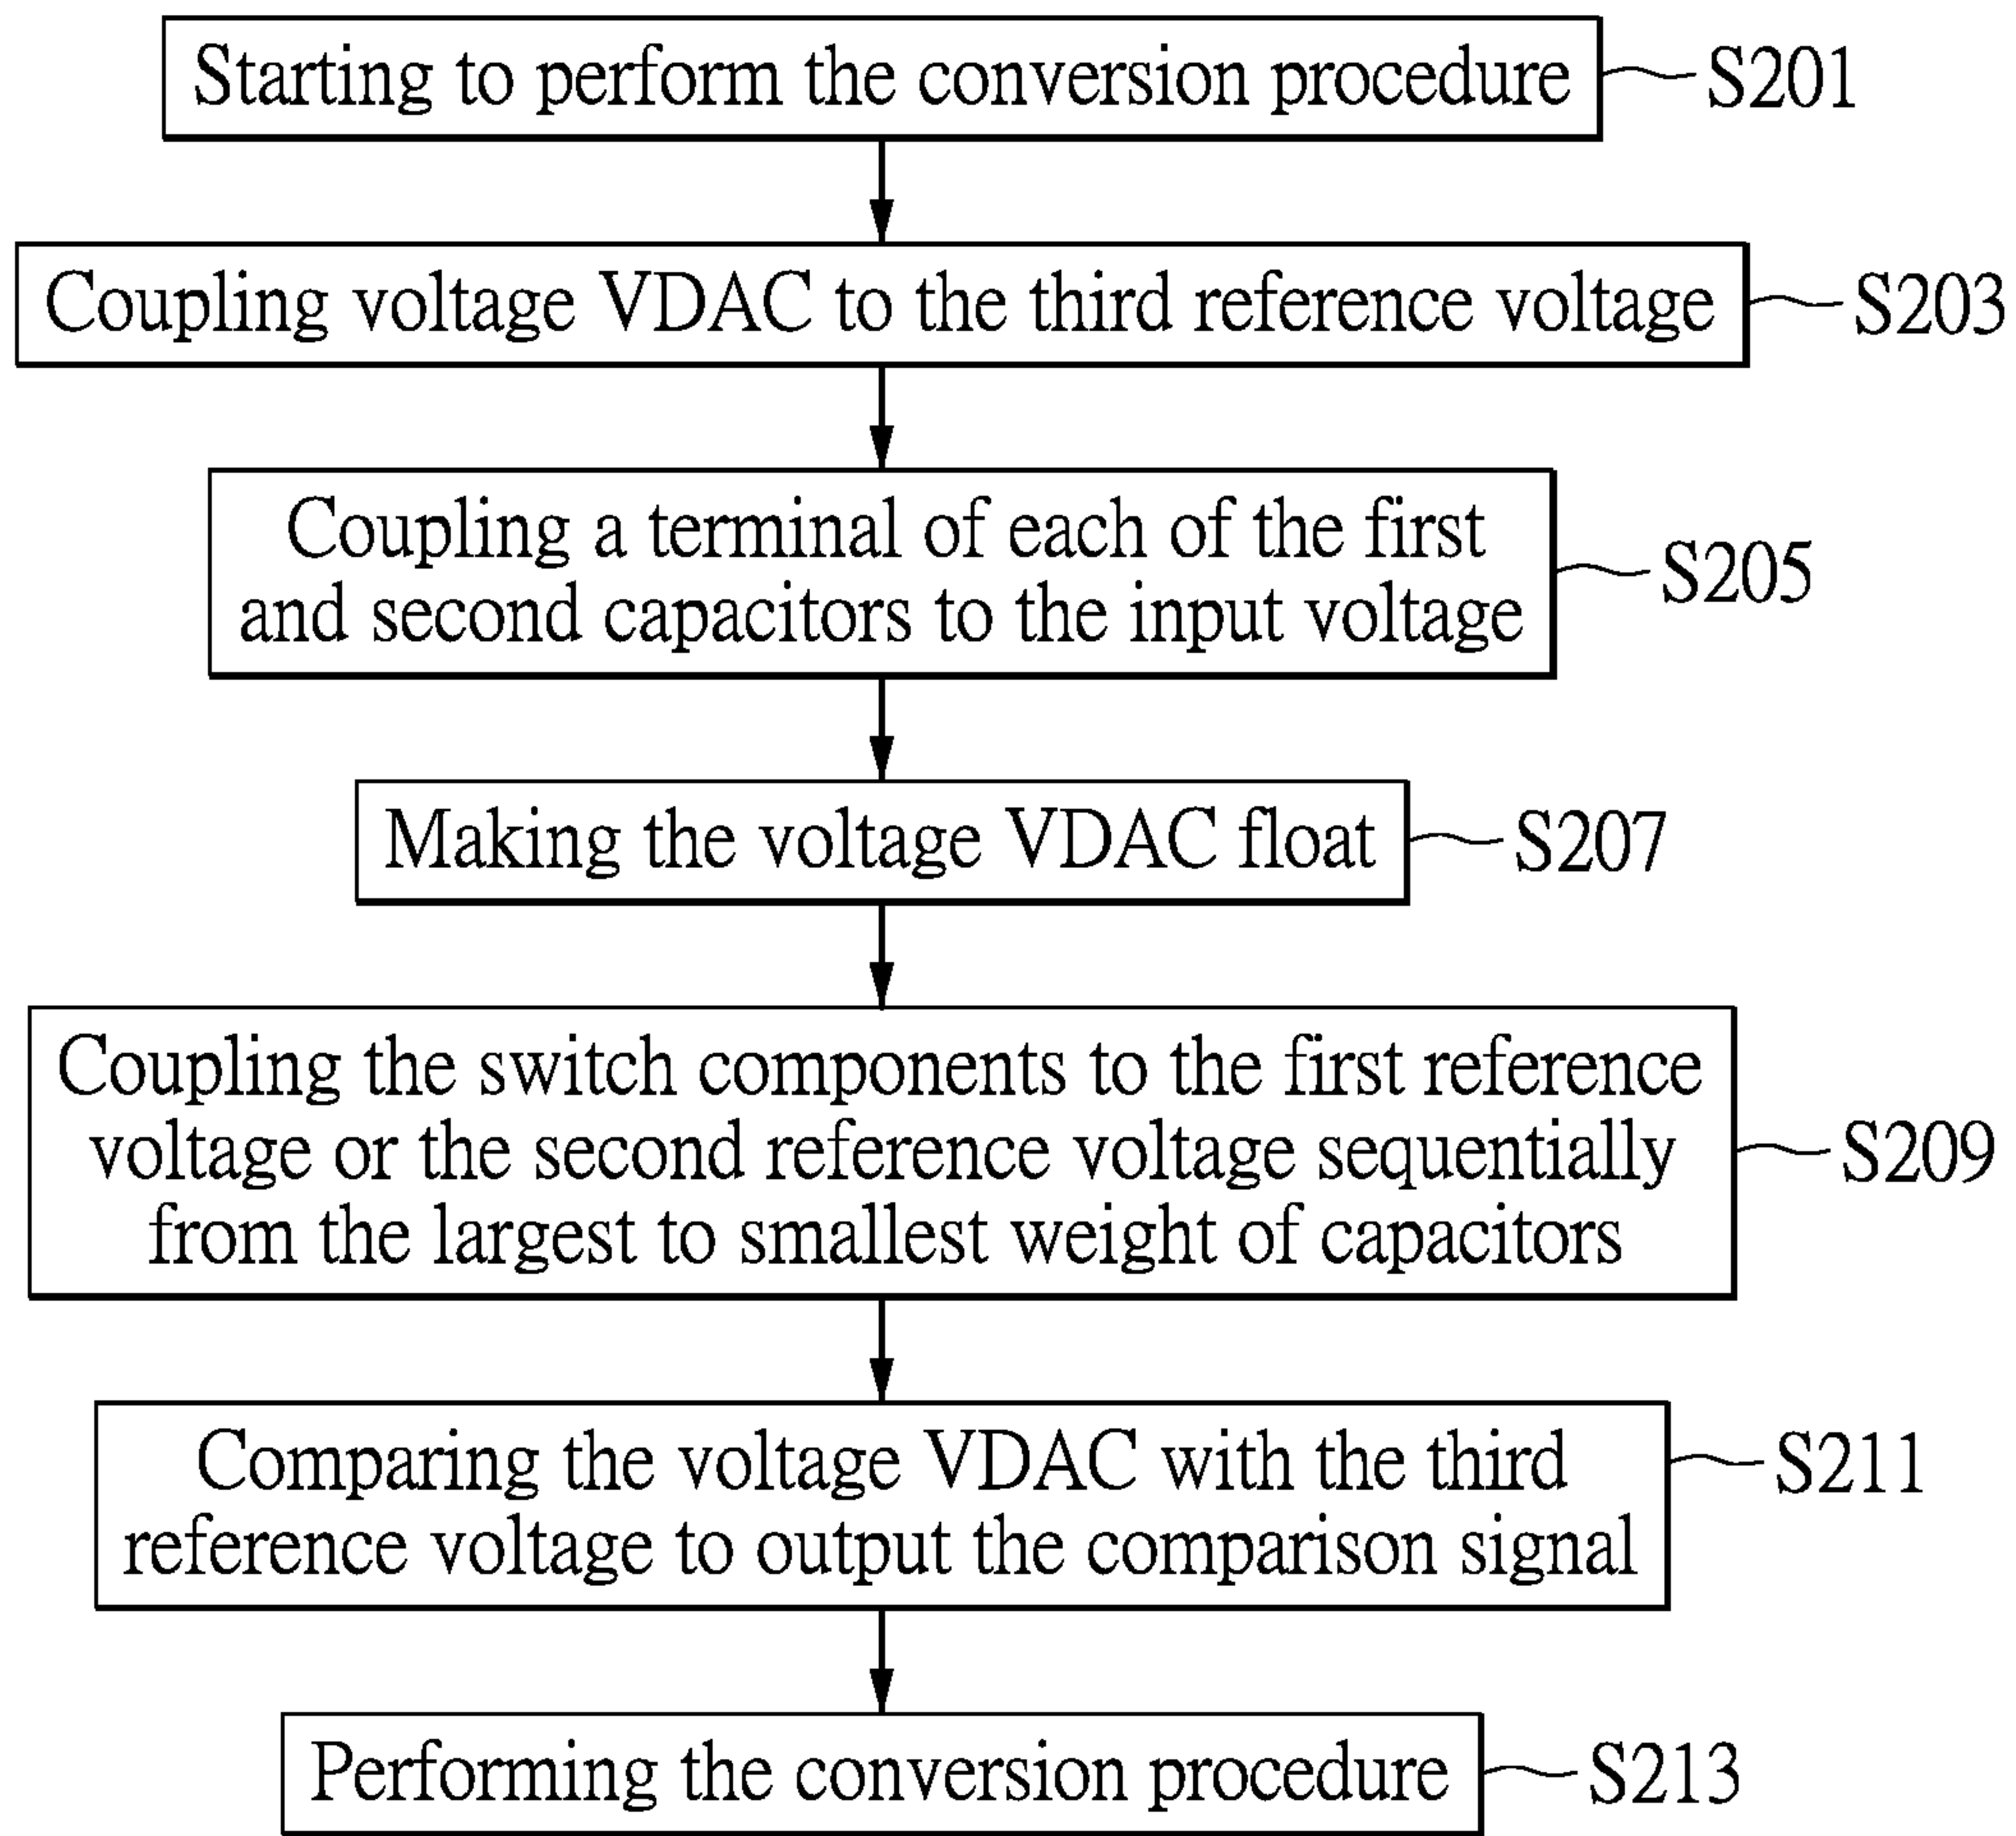 Starting to perform the conversion procedure
S201
Coupling voltage VDAC to the third reference voltage
S203
Coupling a terminal of each of the first
and second capacitors to the input voltage
S205
Making the voltage VDAC float
S207
Coupling the switch components to the first reference
voltage or the second reference voltage sequentially
from the largest to smallest weight of capacitors
S209
Comparing the voltage VDAC with the third
reference voltage to output the comparison signal
S211
Performing the conversion procedure
S213